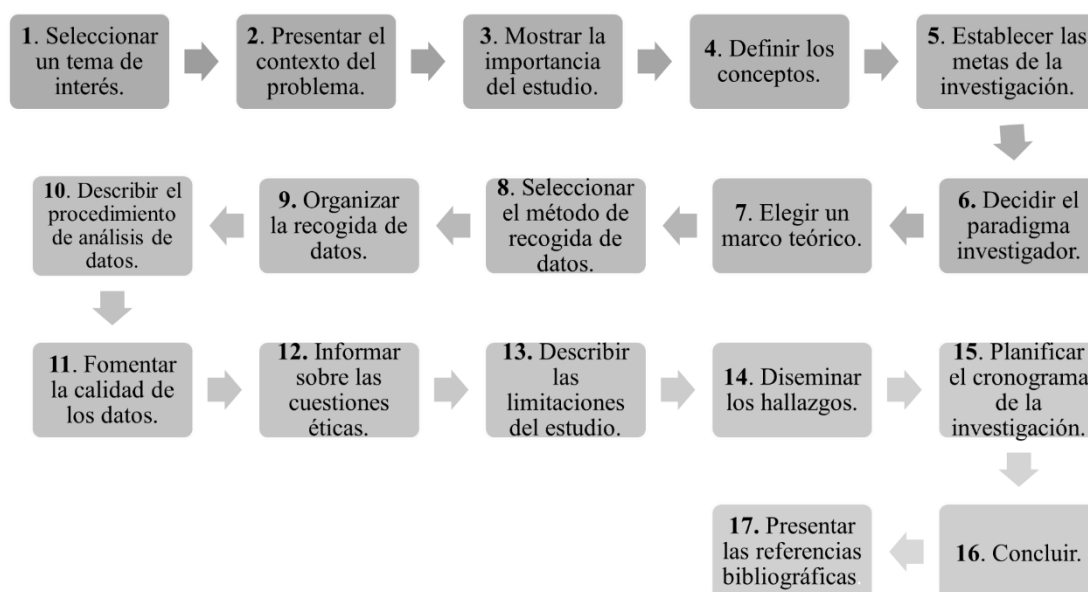 1. Seleccionar
un tema de
interés.
2. Presentar el
contexto del
problema.
3. Mostrar la
importancia
del estudio.
4. Definir los
conceptos.
5. Establecer las
metas de la
investigación.
6. Decidir el
paradigma
investigador.
7. Elegir un
marco teórico.
8. Seleccionar
el método de
recogida de
datos.
9. Organizar
la recogida de
datos.
10. Describir el
procedimiento
de análisis de
datos.
11. Fomentar
la calidad de
los datos.
12. Informar
sobre las
cuestiones
éticas.
13. Describir
las
limitaciones
del estudio.
14. Diseminar
los hallazgos.
15. Planificar
el cronograma
de la
investigación.
16. Concluir.
17. Presentar
las referencias
bibliográficas.